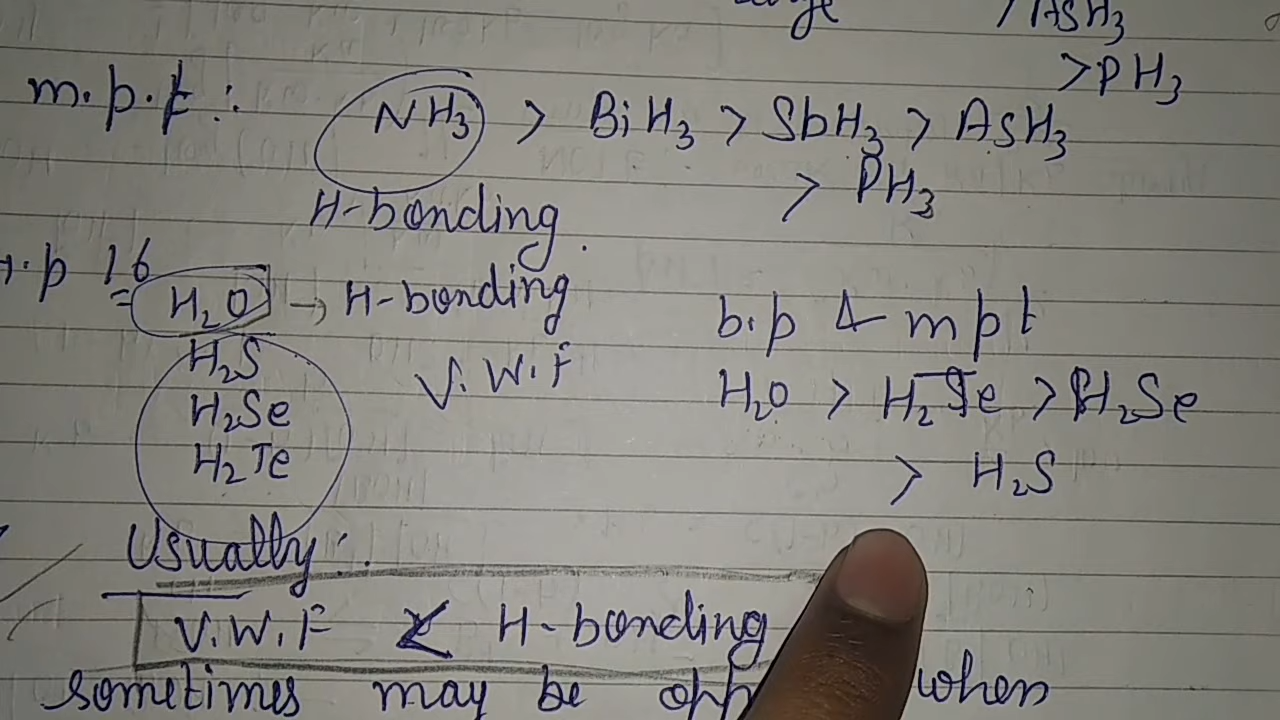 > AsH3
> PH3
m.p.t : NH3 > BiH3 > SbH3 > AsH3
> PH3
H-bonding.
.p 16
H2O → H-bonding
H2S
H2Se
H2Te
V.W.F
b.p & mpt
H2O > H2Te > H2Se
> H2S
Usually :
V.W.F < H-bonding
sometimes may be when